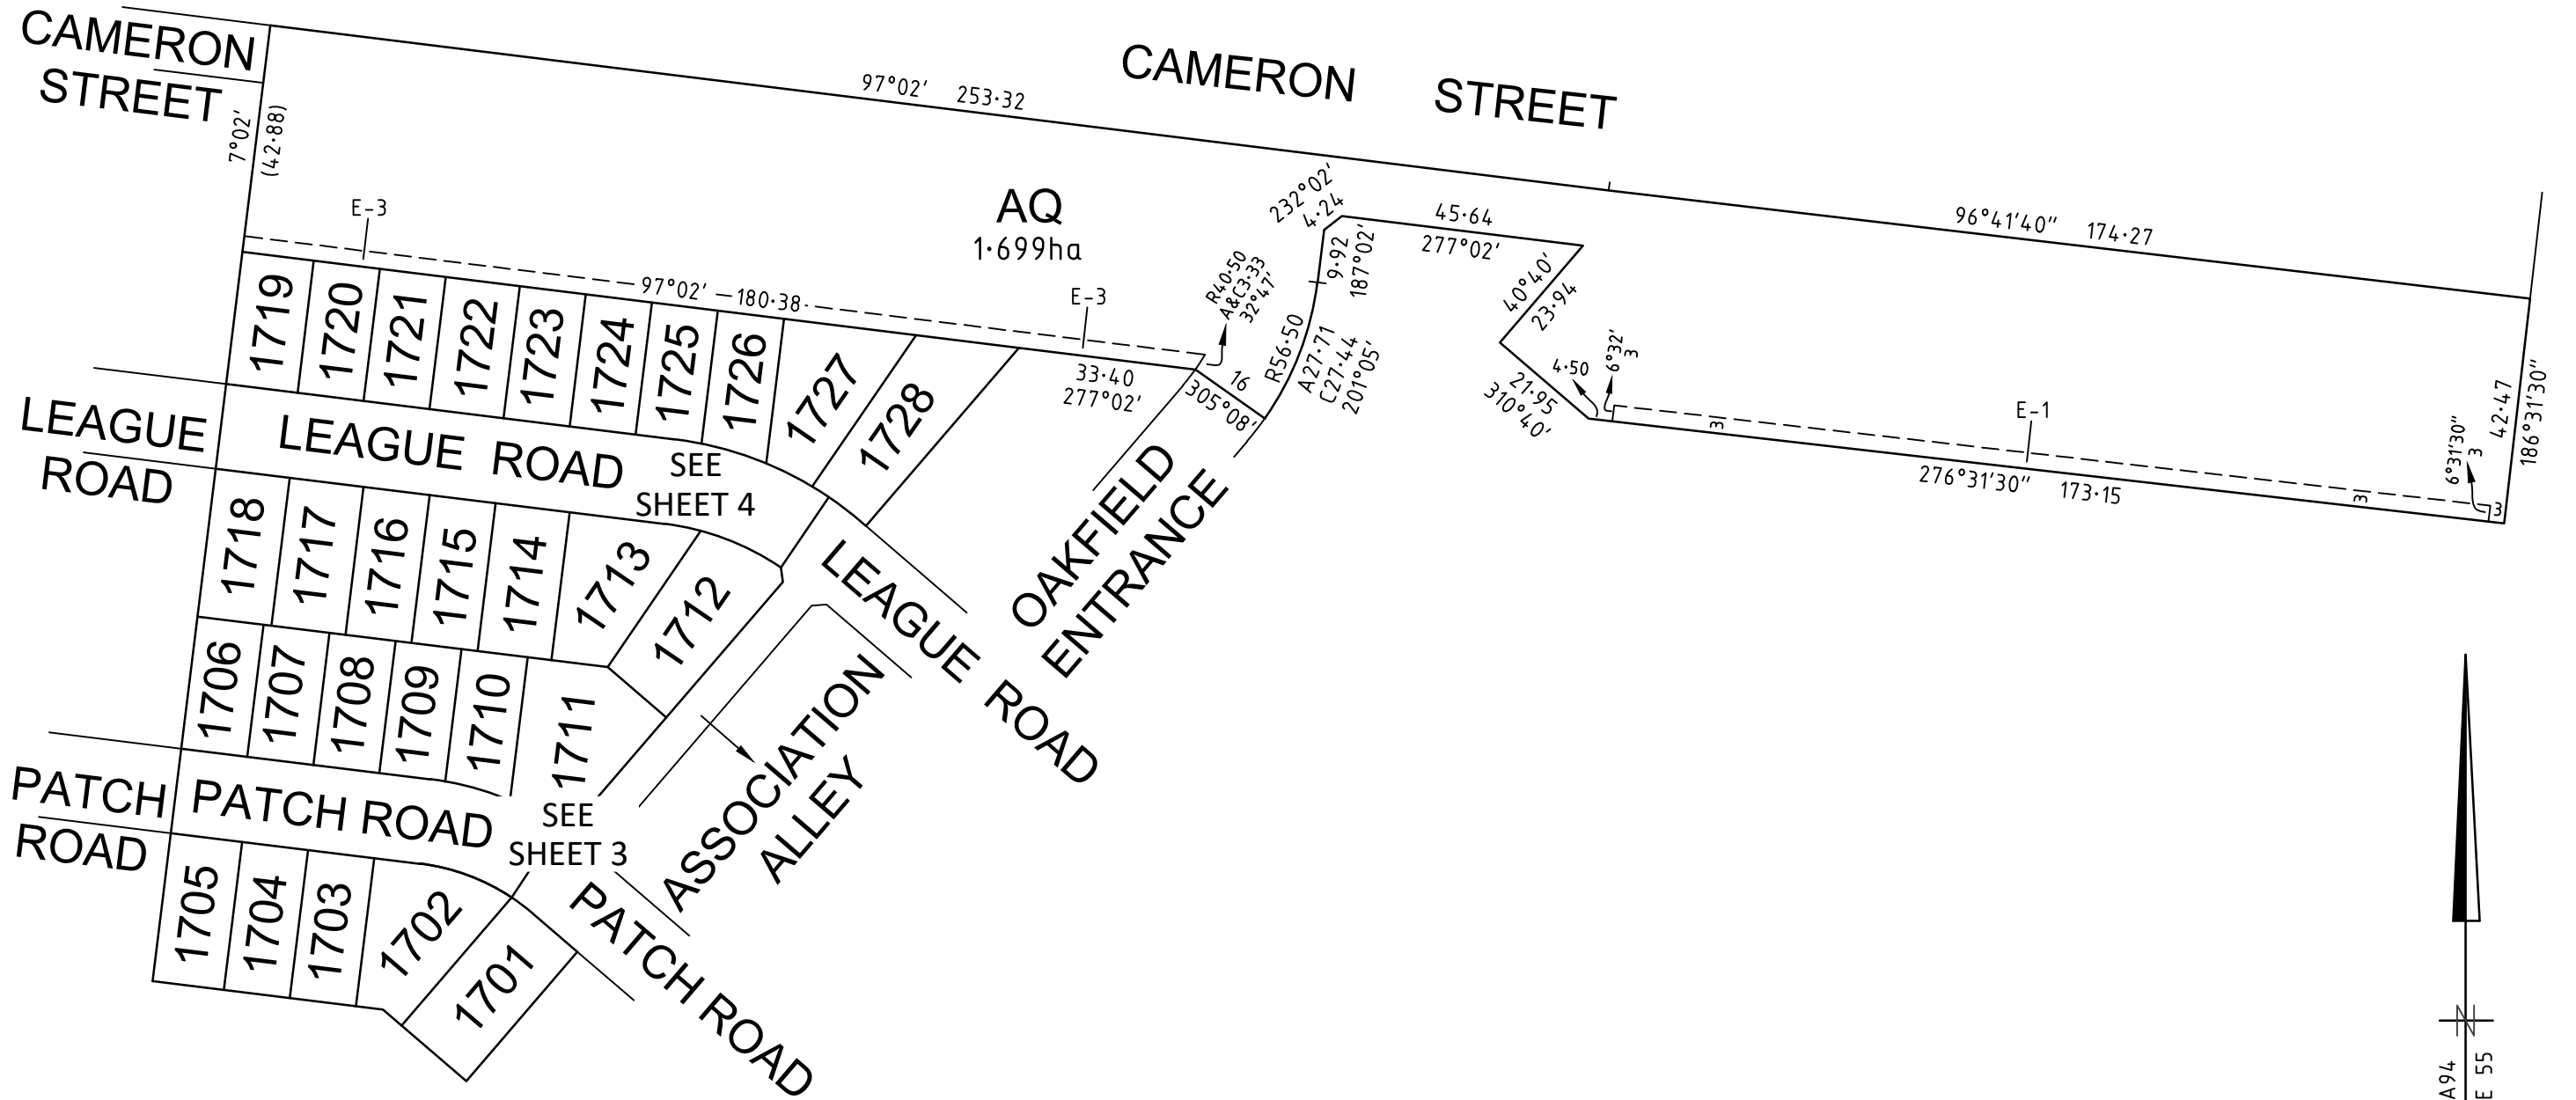 CAMERON
STREET
CAMERON STREET
97°02' 253·32
7°02'
(42·88)
AQ
1·699ha
E-3
97°02' 180·38
E-3
232°02'
4·24
45·64
277°02'
9·92
187°02'
R40·50
A&C3·33
32°47'
R56·50
A27·71
C27·44
201°05'
33·40
277°02'
16
305°08'
40°40'
23·94
21·95
310°40'
4·50
6°32'
3
96°41'40" 174·27
3
E-1
276°31'30" 173·15
3
6°31'30"
3
3
42·47
186°31'30"
1719
1720
1721
1722
1723
1724
1725
1726
1727
1728
LEAGUE
ROAD
LEAGUE ROAD
SEE
SHEET 4
LEAGUE ROAD
OAKFIELD
ENTRANCE
1718
1717
1716
1715
1714
1713
1712
1706
1707
1708
1709
1710
1711
ASSOCIATION
ALLEY
PATCH
ROAD
PATCH ROAD
SEE
SHEET 3
PATCH ROAD
1705
1704
1703
1702
1701
N
A94
E 55